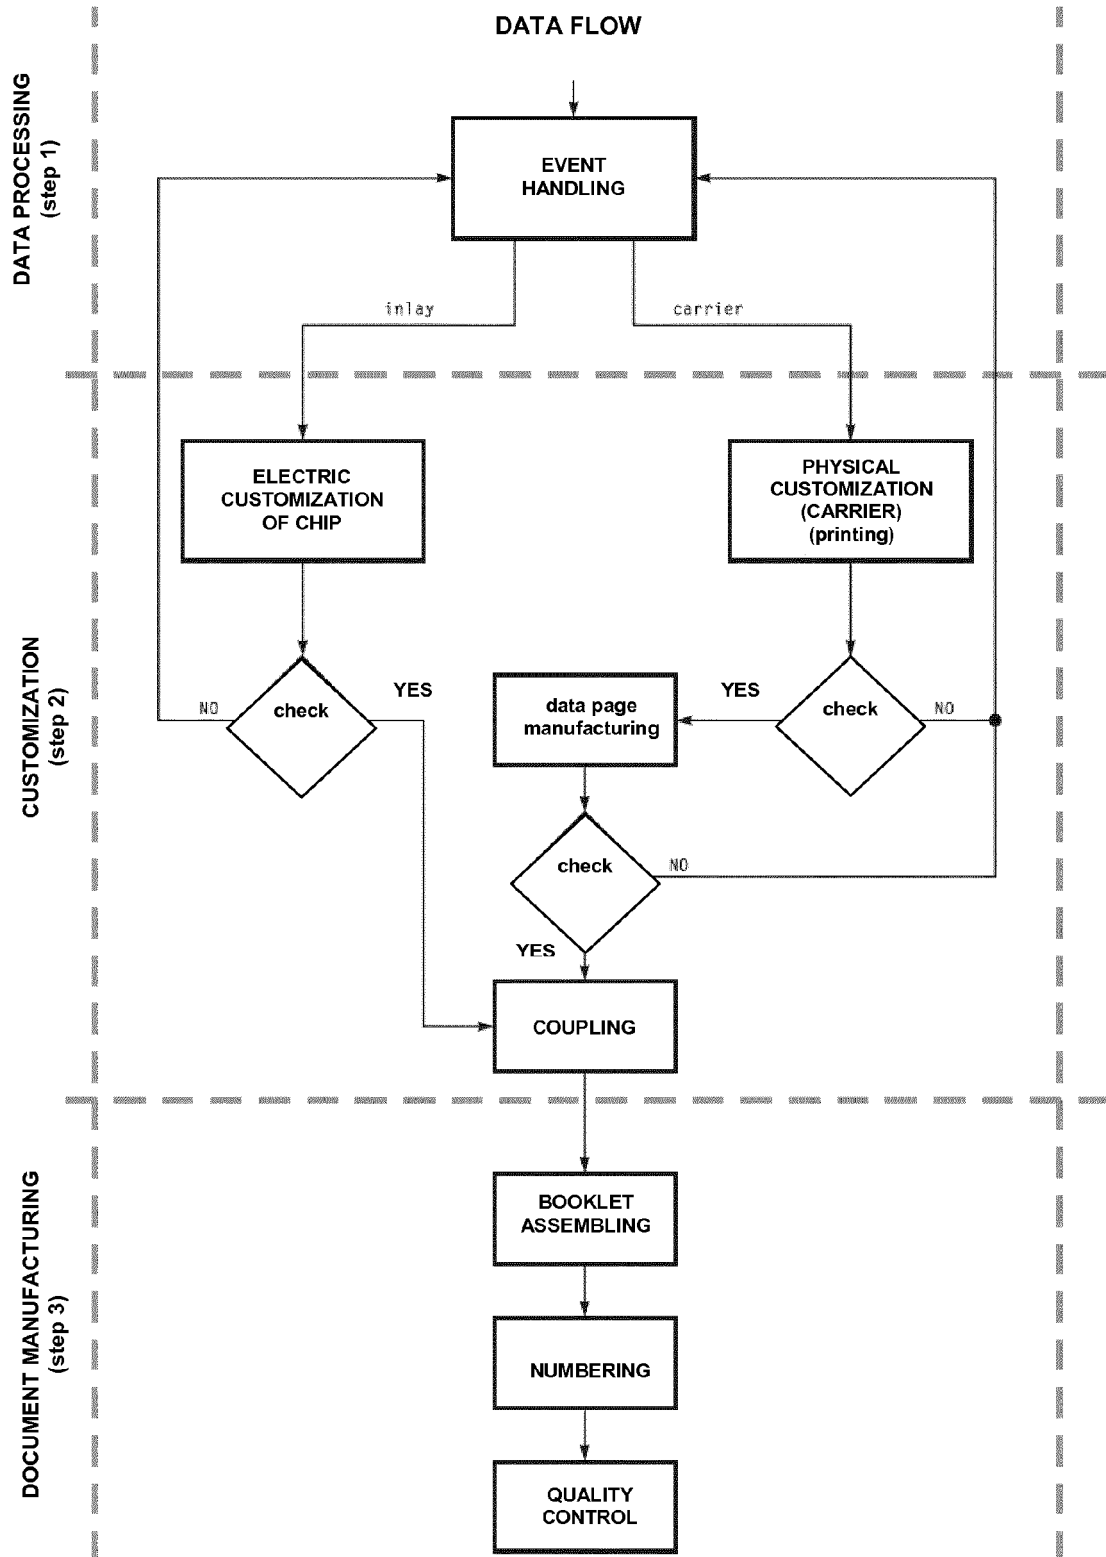 DATA FLOW
DATA PROCESSING
(step 1)
EVENT
HANDLING
inlay
carrier
CUSTOMIZATION
(step 2)
ELECTRIC
CUSTOMIZATION
OF CHIP
PHYSICAL
CUSTOMIZATION
(CARRIER)
(printing)
NO
check
YES
data page
manufacturing
YES
check
NO
check
NO
YES
COUPLING
DOCUMENT MANUFACTURING
(step 3)
BOOKLET
ASSEMBLING
NUMBERING
QUALITY
CONTROL